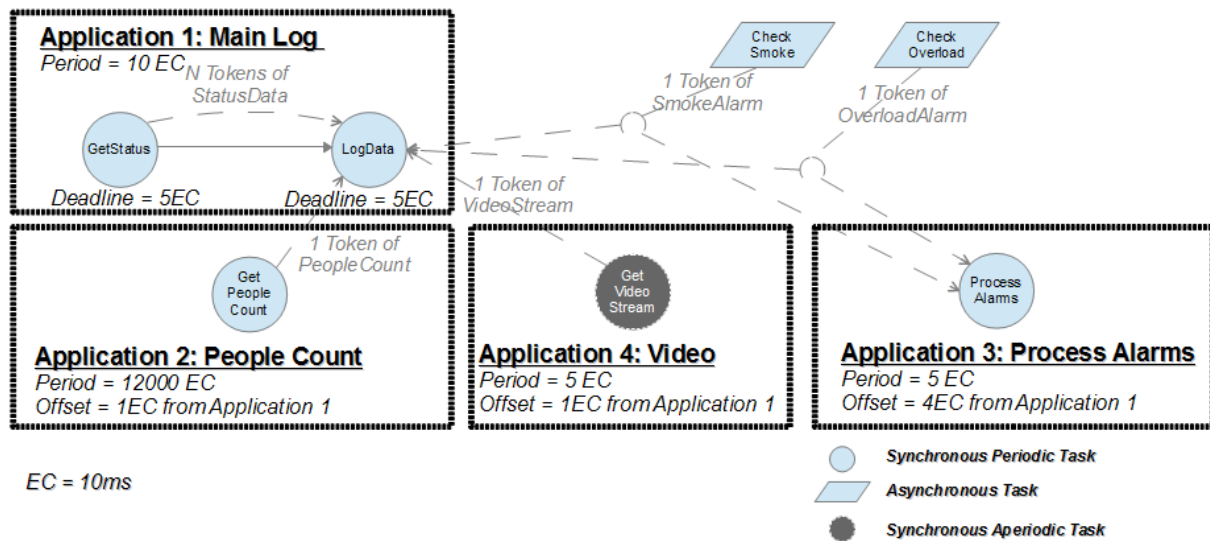 Application 1: Main Log
Period = 10 EC
N Tokens of
StatusData
GetStatus
LogData
Deadline = 5EC
Deadline = 5EC
Check
Smoke
Check
Overload
1 Token of
SmokeAlarm
1 Token of
OverloadAlarm
1 Token of
VideoStream
1 Token of
PeopleCount
Get
People
Count
Application 2: People Count
Period = 12000 EC
Offset = 1EC from Application 1
Get
Video
Stream
Application 4: Video
Period = 5 EC
Offset = 1EC from Application 1
Process
Alarms
Application 3: Process Alarms
Period = 5 EC
Offset = 4EC from Application 1
EC = 10ms
Synchronous Periodic Task
Asynchronous Task
Synchronous Aperiodic Task